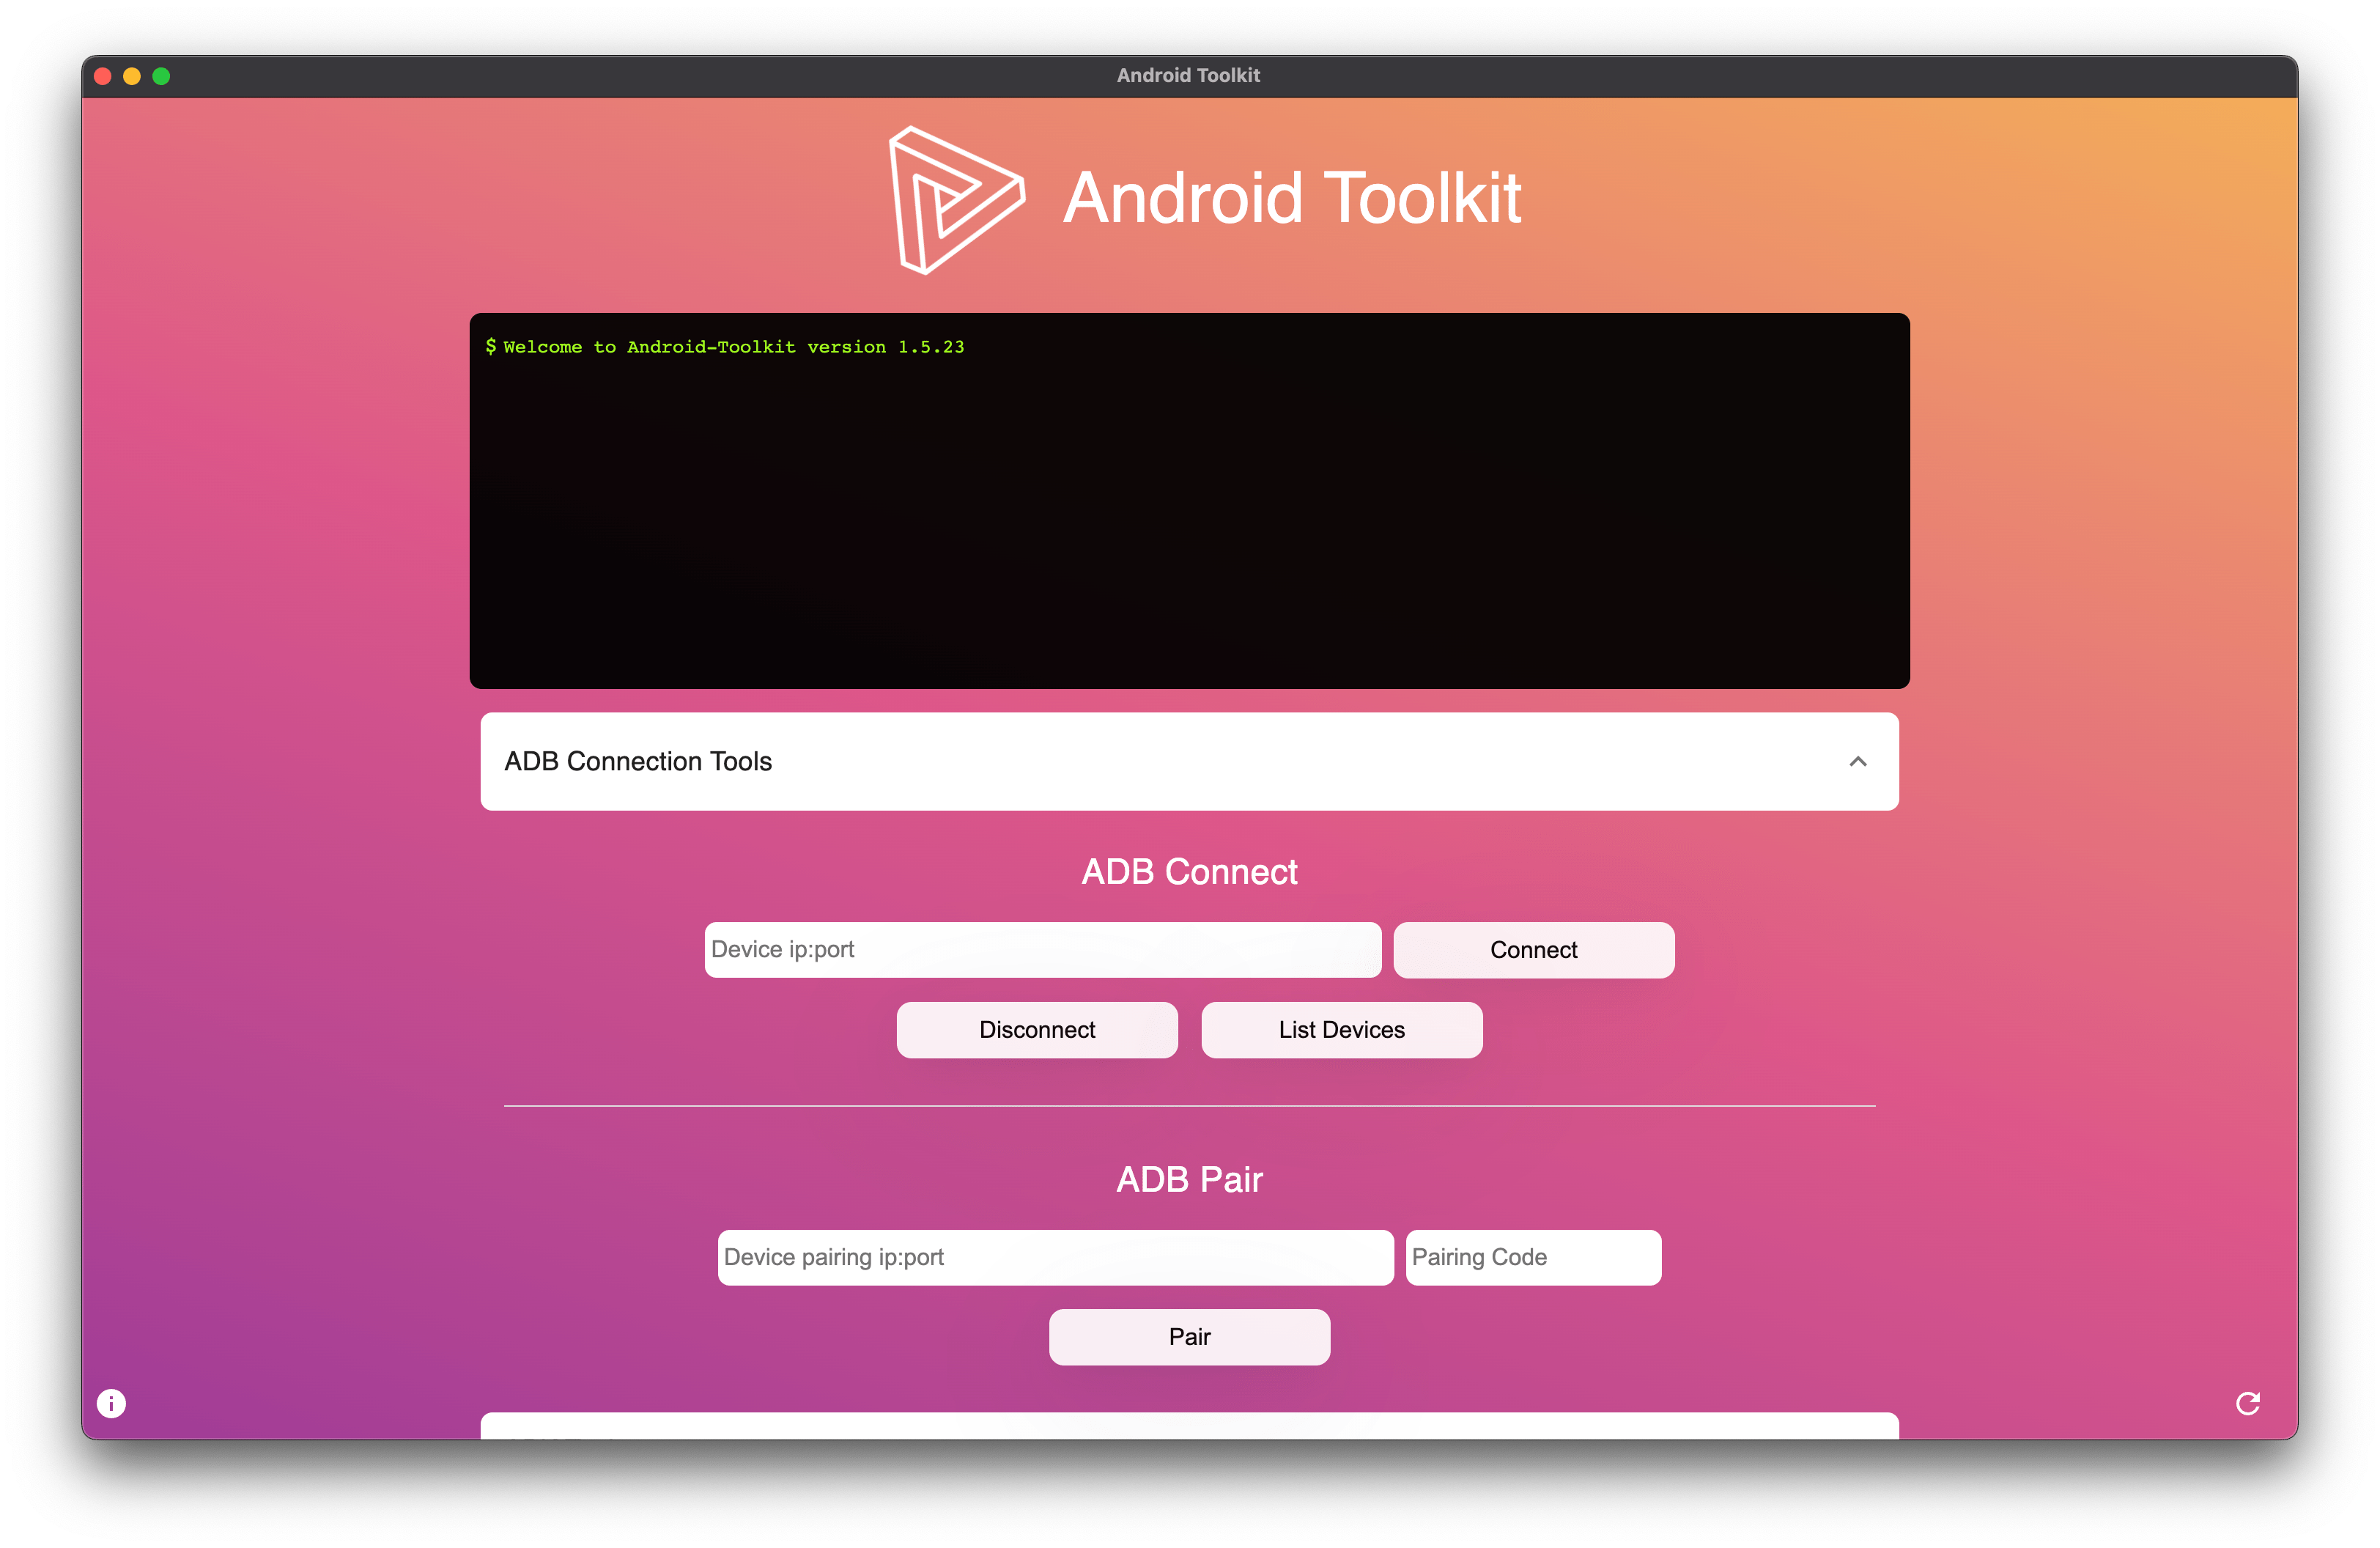 Android Toolkit
Android Toolkit
$ Welcome to Android-Toolkit version 1.5.23
ADB Connection Tools
ADB Connect
Device ip:port
Connect
Disconnect
List Devices
ADB Pair
Device pairing ip:port
Pairing Code
Pair